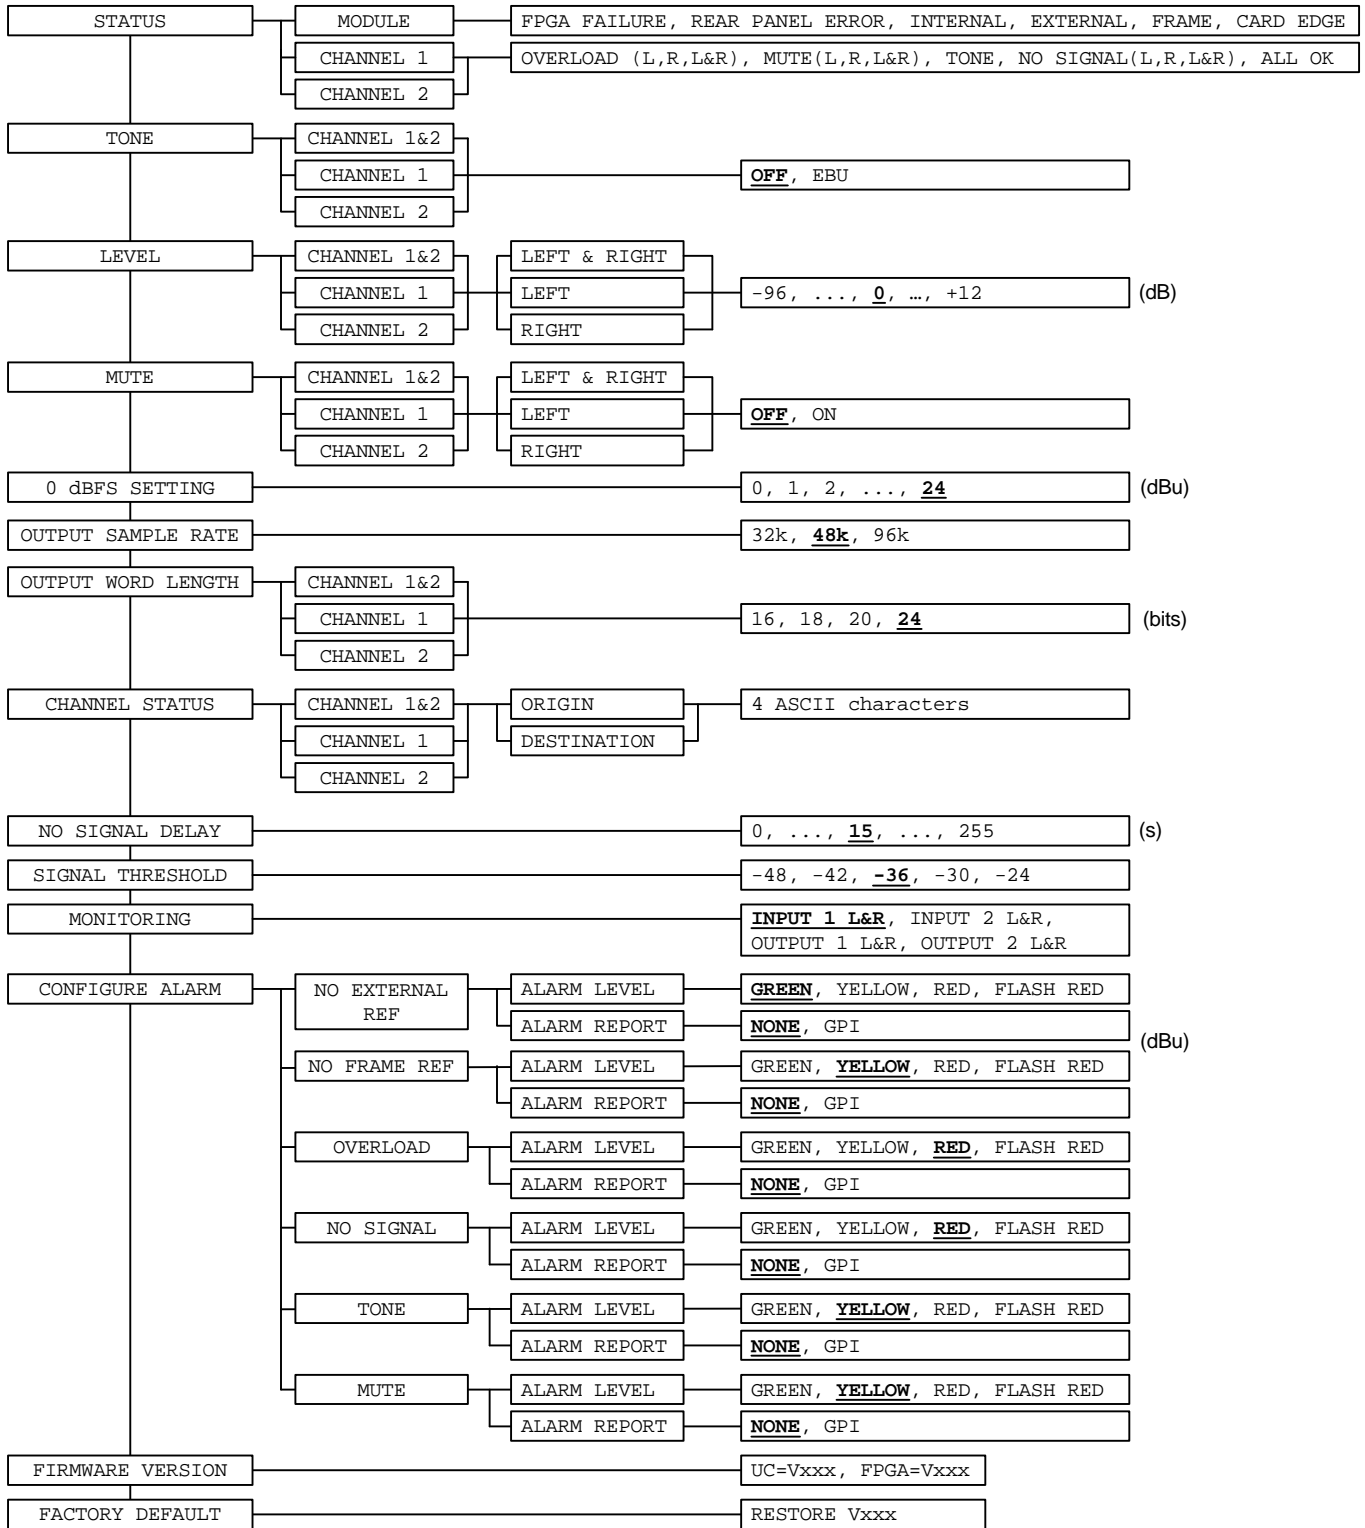 STATUS
MODULE
FPGA FAILURE, REAR PANEL ERROR, INTERNAL, EXTERNAL, FRAME, CARD EDGE
CHANNEL 1
OVERLOAD (L,R,L&R), MUTE(L,R,L&R), TONE, NO SIGNAL(L,R,L&R), ALL OK
CHANNEL 2
TONE
CHANNEL 1&2
CHANNEL 1
OFF, EBU
CHANNEL 2
LEVEL
CHANNEL 1&2
LEFT & RIGHT
CHANNEL 1
LEFT
-96, ..., 0, …, +12
(dB)
CHANNEL 2
RIGHT
MUTE
CHANNEL 1&2
LEFT & RIGHT
CHANNEL 1
LEFT
OFF, ON
CHANNEL 2
RIGHT
0 dBFS SETTING
0, 1, 2, ..., 24
(dBu)
OUTPUT SAMPLE RATE
32k, 48k, 96k
OUTPUT WORD LENGTH
CHANNEL 1&2
CHANNEL 1
16, 18, 20, 24
(bits)
CHANNEL 2
CHANNEL STATUS
CHANNEL 1&2
ORIGIN
4 ASCII characters
CHANNEL 1
DESTINATION
CHANNEL 2
NO SIGNAL DELAY
0, ..., 15, ..., 255
(s)
SIGNAL THRESHOLD
-48, -42, -36, -30, -24
MONITORING
INPUT 1 L&R, INPUT 2 L&R,
OUTPUT 1 L&R, OUTPUT 2 L&R
CONFIGURE ALARM
NO EXTERNAL
REF
ALARM LEVEL
GREEN, YELLOW, RED, FLASH RED
ALARM REPORT
NONE, GPI
(dBu)
NO FRAME REF
ALARM LEVEL
GREEN, YELLOW, RED, FLASH RED
ALARM REPORT
NONE, GPI
OVERLOAD
ALARM LEVEL
GREEN, YELLOW, RED, FLASH RED
ALARM REPORT
NONE, GPI
NO SIGNAL
ALARM LEVEL
GREEN, YELLOW, RED, FLASH RED
ALARM REPORT
NONE, GPI
TONE
ALARM LEVEL
GREEN, YELLOW, RED, FLASH RED
ALARM REPORT
NONE, GPI
MUTE
ALARM LEVEL
GREEN, YELLOW, RED, FLASH RED
ALARM REPORT
NONE, GPI
FIRMWARE VERSION
UC=Vxxx, FPGA=Vxxx
FACTORY DEFAULT
RESTORE Vxxx